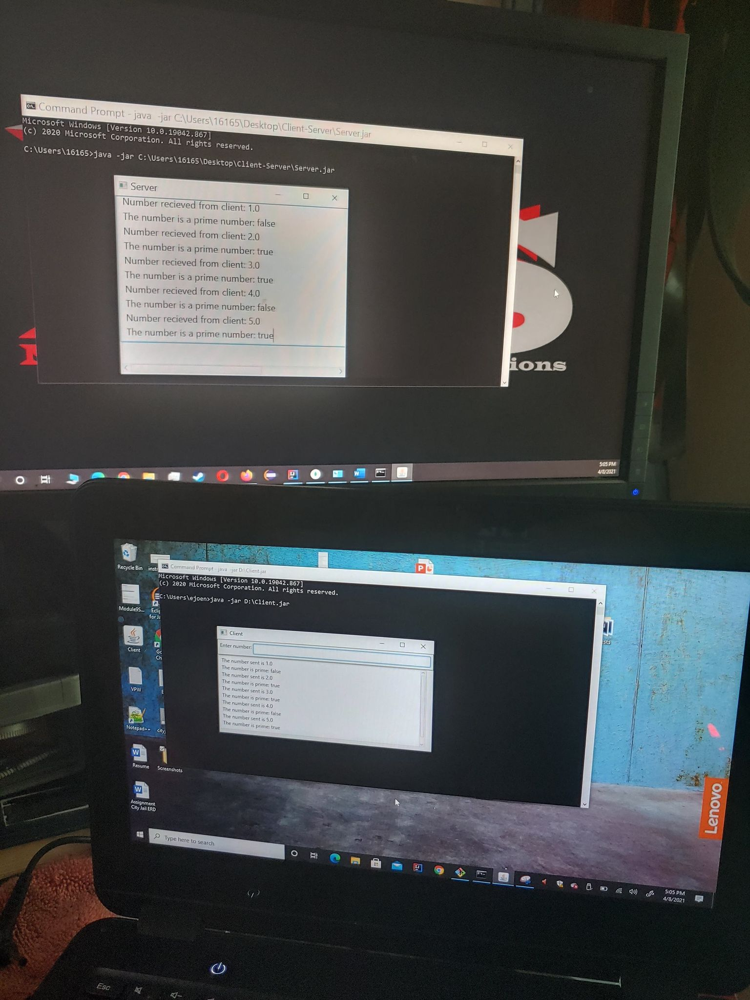 Command Prompt - java  -jar C:\Users\16165\Desktop\Client-Server\Server.jar
Microsoft Windows [Version 10.0.19042.867]
(c) 2020 Microsoft Corporation. All rights reserved.
C:\Users\16165>java -jar C:\Users\16165\Desktop\Client-Server\Server.jar
Server
Number recieved from client: 1.0
The number is a prime number: false
Number recieved from client: 2.0
The number is a prime number: true
Number recieved from client: 3.0
The number is a prime number: true
Number recieved from client: 4.0
The number is a prime number: false
Number recieved from client: 5.0
The number is a prime number: true
ions
5:05 PM
4/8/2021
Recycle Bin
instr
Command Prompt - java  -jar D:\Client.jar
Microsoft Windows [Version 10.0.19042.867]
(c) 2020 Microsoft Corporation. All rights reserved.
C:\Users\ejoen>java -jar D:\Client.jar
Module9S...
Eclip
for Ja
Client
Go
Ch
VPW
E
Notepad++
city
Resume
Screenshots
Assignment
City Jail ERD
sts
Client
Enter number:
The number sent is 1.0
The number is prime: false
The number sent is 2.0
The number is prime: true
The number sent is 3.0
The number is prime: true
The number sent is 4.0
The number is prime: false
The number sent is 5.0
The number is prime: true
Lenovo
Type here to search
5:05 PM
4/8/2021
Esc